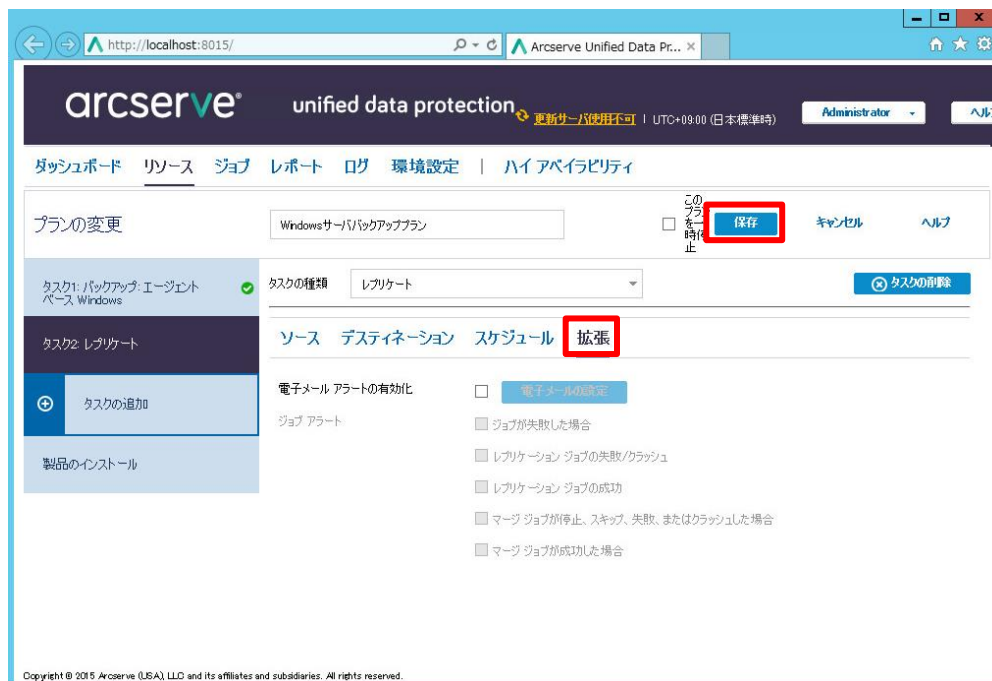 http://localhost:8015/
Arcserve Unified Data Pr... ×
arcserve®
unified data protection
更新サーバ使用不可 | UTC+09:00 (日本標準時)
Administrator
ダッシュボード リソース ジョブ レポート ログ 環境設定 | ハイ アベイラビリティ
プランの変更
Windowsサーババックアッププラン
保存
キャンセル
ヘルプ
タスク1: バックアップ: エージェント
ベース Windows
タスクの種類
レプリケート
タスクの削除
タスク2: レプリケート
ソース デスティネーション スケジュール 拡張
タスクの追加
電子メール アラートの有効化
電子メールの設定
ジョブ アラート
ジョブが失敗した場合
製品のインストール
レプリケーション ジョブの失敗/クラッシュ
レプリケーション ジョブの成功
マージ ジョブが停止、スキップ、失敗、またはクラッシュした場合
マージ ジョブが成功した場合
Copyright © 2015 Arcserve (USA), LLC and its affiliates and subsidiaries. All rights reserved.